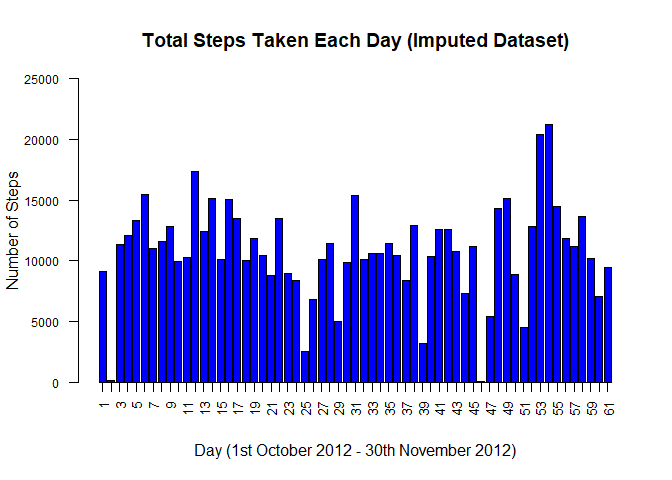 Total Steps Taken Each Day (Imputed Dataset)
25000
20000
15000
10000
5000
0
Number of Steps
1 3 5 7 9 11 13 15 17 19 21 23 25 27 29 31 33 35 37 39 41 43 45 47 49 51 53 55 57 59 61
Day (1st October 2012 - 30th November 2012)